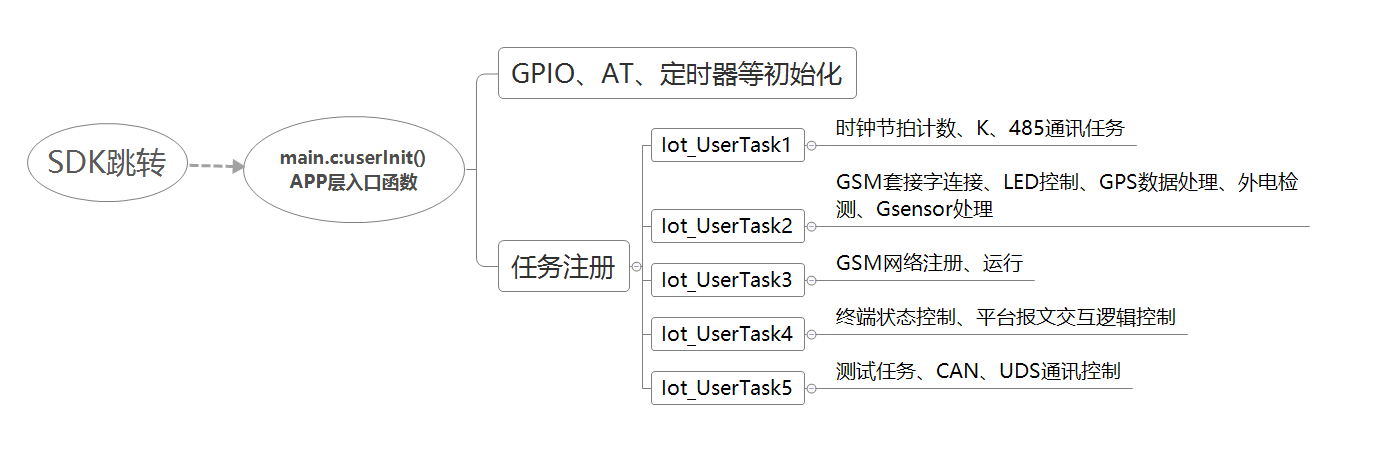 SDK跳转
main.c:userInit()
APP层入口函数
GPIO、AT、定时器等初始化
任务注册
Iot_UserTask1
时钟节拍计数、K、485通讯任务
Iot_UserTask2
GSM套接字连接、LED控制、GPS数据处理、外电检
测、Gsensor处理
Iot_UserTask3
GSM网络注册、运行
Iot_UserTask4
终端状态控制、平台报文交互逻辑控制
Iot_UserTask5
测试任务、CAN、UDS通讯控制